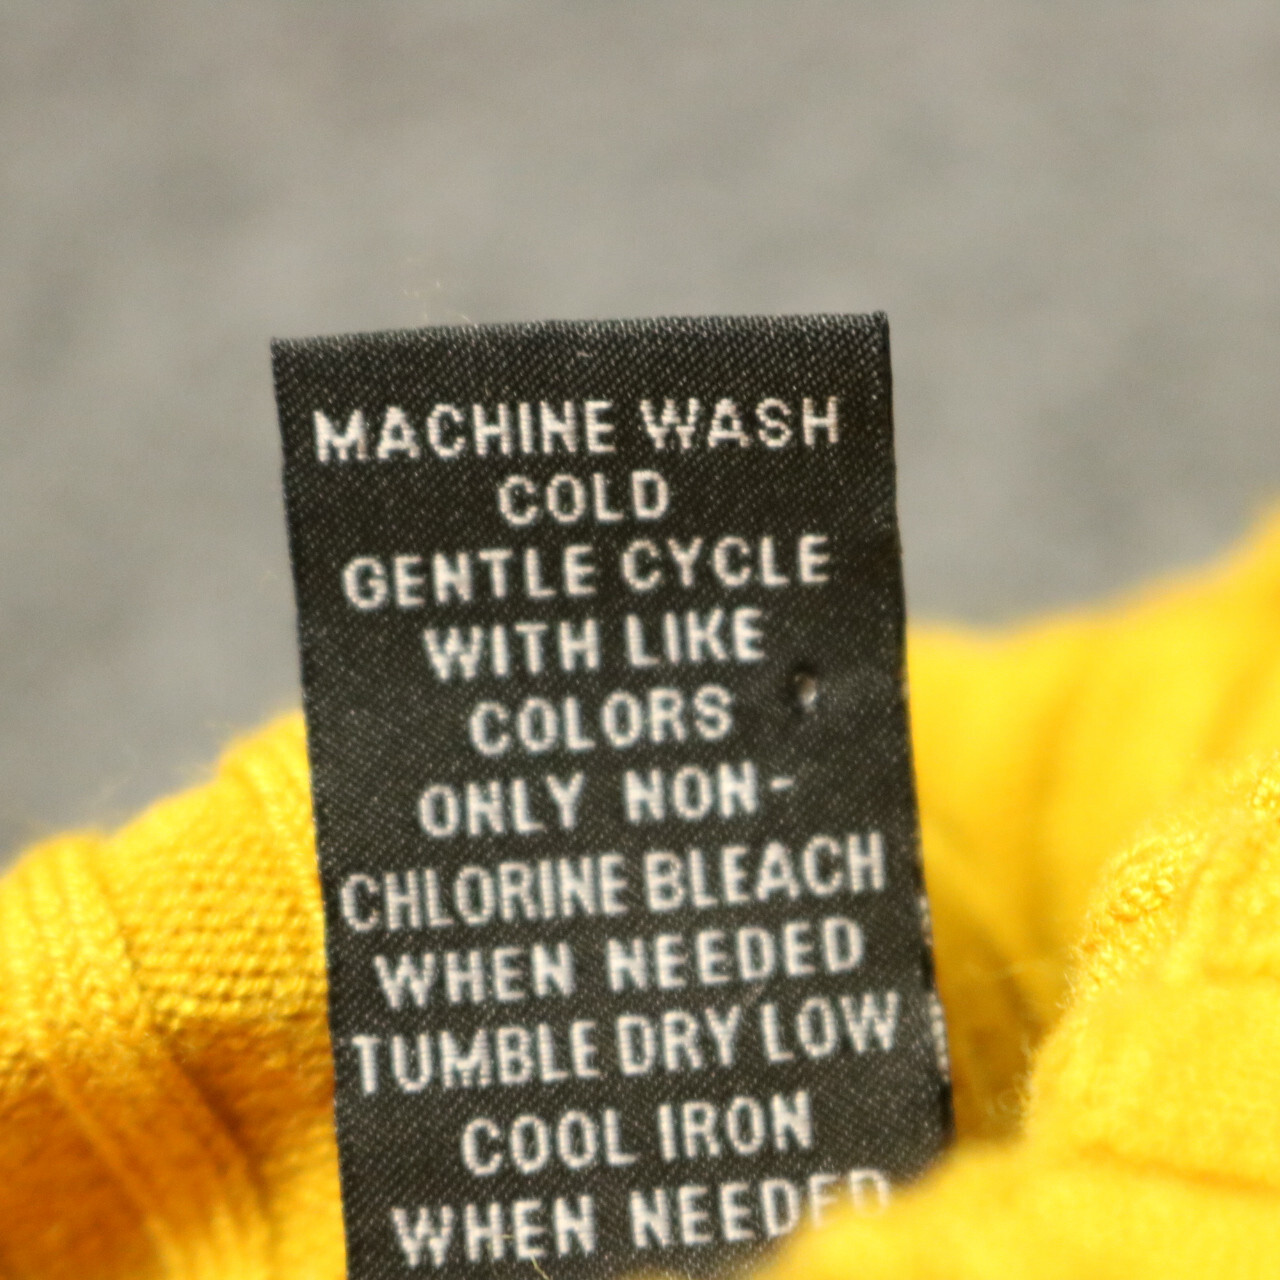 MACHINE WASH
COLD
GENTLE CYCLE
WITH LIKE
COLORS
ONLY NON-
CHLORINE BLEACH
WHEN NEEDED
TUMBLE DRY LOW
COOL IRON
WHEN NEEDED